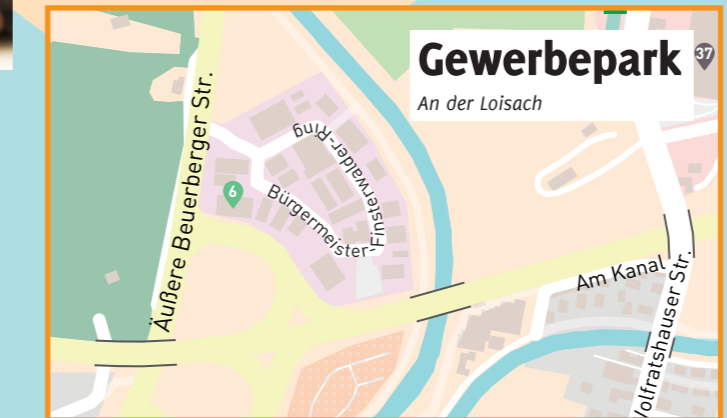 Gewerbepark
An der Loisach
37
Äußere Beuerberger Str.
6
Bürgermeister-Finsterwalder-Ring
Am Kanal
Wolfratshauser Str.